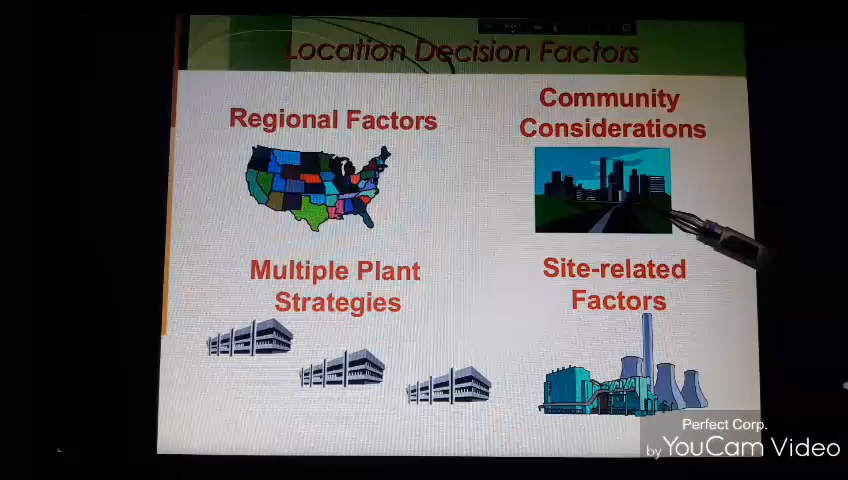 Location Decision Factors
Regional Factors
Community
Considerations
Multiple Plant
Strategies
Site-related
Factors
Perfect Corp.
by YouCam Video